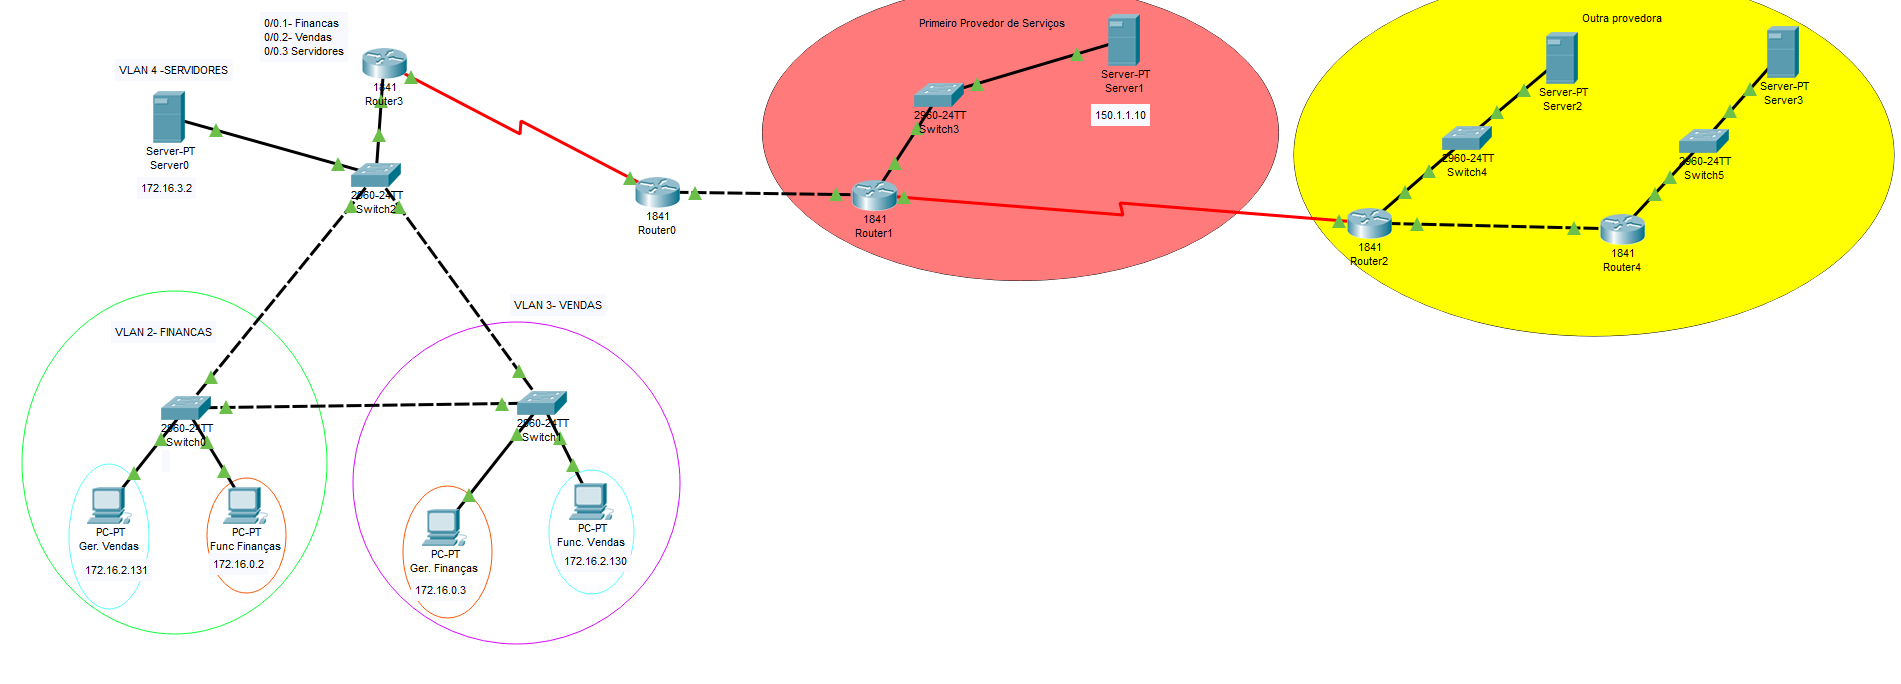 0/0.1- Financas
0/0.2- Vendas
0/0.3 Servidores
VLAN 4 -SERVIDORES
1841
Router3
Server-PT
Server0
172.16.3.2
2960-24TT
Switch2
1841
Router0
Primeiro Provedor de Serviços
Server-PT
Server1
150.1.1.10
2960-24TT
Switch3
1841
Router1
Outra provedora
Server-PT
Server2
Server-PT
Server3
2960-24TT
Switch4
2960-24TT
Switch5
1841
Router2
1841
Router4
VLAN 2- FINANCAS
VLAN 3- VENDAS
2960-24TT
Switch0
2960-24TT
Switch1
PC-PT
Ger. Vendas
172.16.2.131
PC-PT
Func Finanças
172.16.0.2
PC-PT
Ger. Finanças
172.16.0.3
PC-PT
Func. Vendas
172.16.2.130